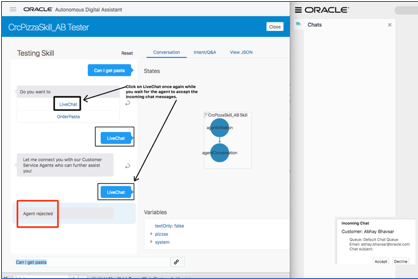 ORACLE Autonomous Digital Assistant
CrcPizzaSkill_AB Tester
Close
Testing Skill
Reset
Conversation
Intent/Q&A
View JSON
Can I get pasta
Do you want to
LiveChat
OrderPasta
Click on LiveChat once again while
you wait for the agent to accept the
incoming chat messages.
LiveChat
Let me connect you with our Customer
Service Agents who can further assist
you!
LiveChat
Agent rejected
Can I get pasta
States
CrcPizzaSkill_AB Skill
agentInitiation
agentConversation
Variables
textOnly: false
system
ORACLE
Chats
Incoming Chat
Customer: Abhay Bhavsar
Queue: Default Chat Queue
Email: abhay.bhavsar@oracle.com
Chat subject:
Accept
Decline